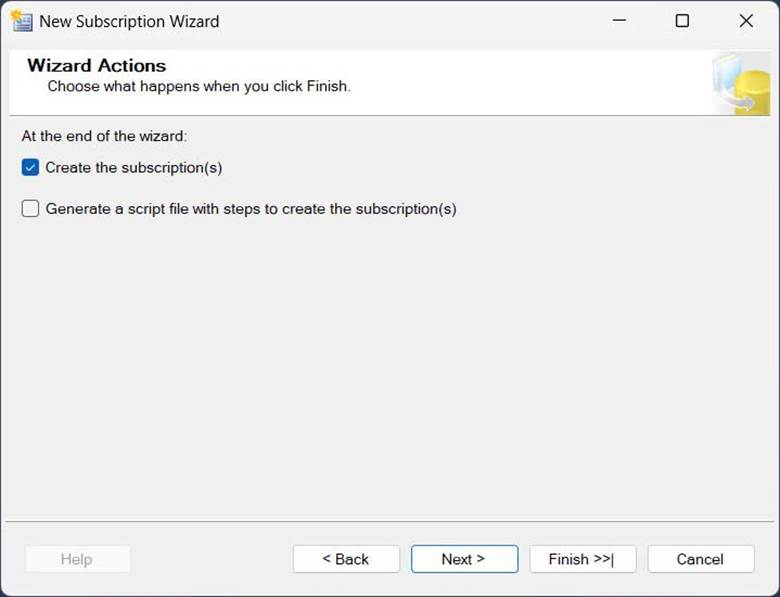 New Subscription Wizard
Wizard Actions
Choose what happens when you click Finish.
At the end of the wizard:
Create the subscription(s)
Generate a script file with steps to create the subscription(s)
Help
< Back
Next >
Finish >>|
Cancel